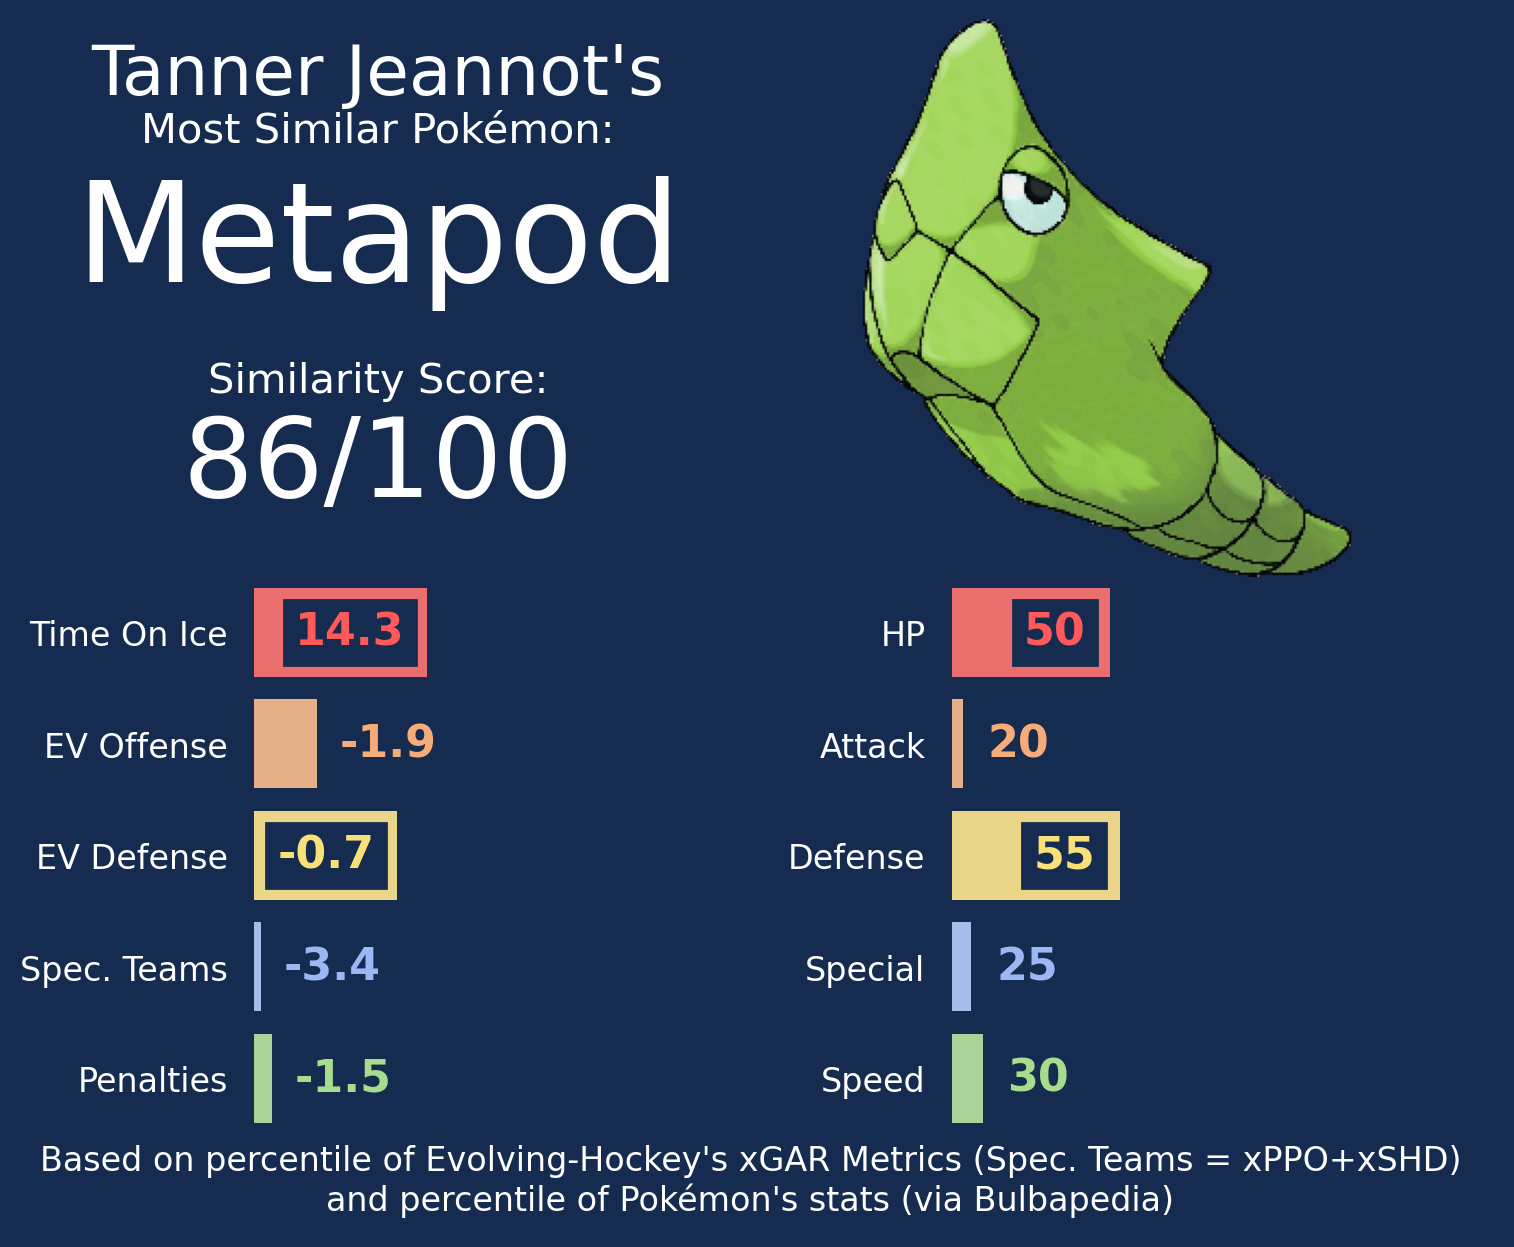 Tanner Jeannot's
Most Similar Pokémon:
Metapod
Similarity Score:
86/100
Time On Ice 14.3
EV Offense -1.9
EV Defense -0.7
Spec. Teams -3.4
Penalties -1.5
HP 50
Attack 20
Defense 55
Special 25
Speed 30
Based on percentile of Evolving-Hockey's xGAR Metrics (Spec. Teams = xPPO+xSHD)
and percentile of Pokémon's stats (via Bulbapedia)